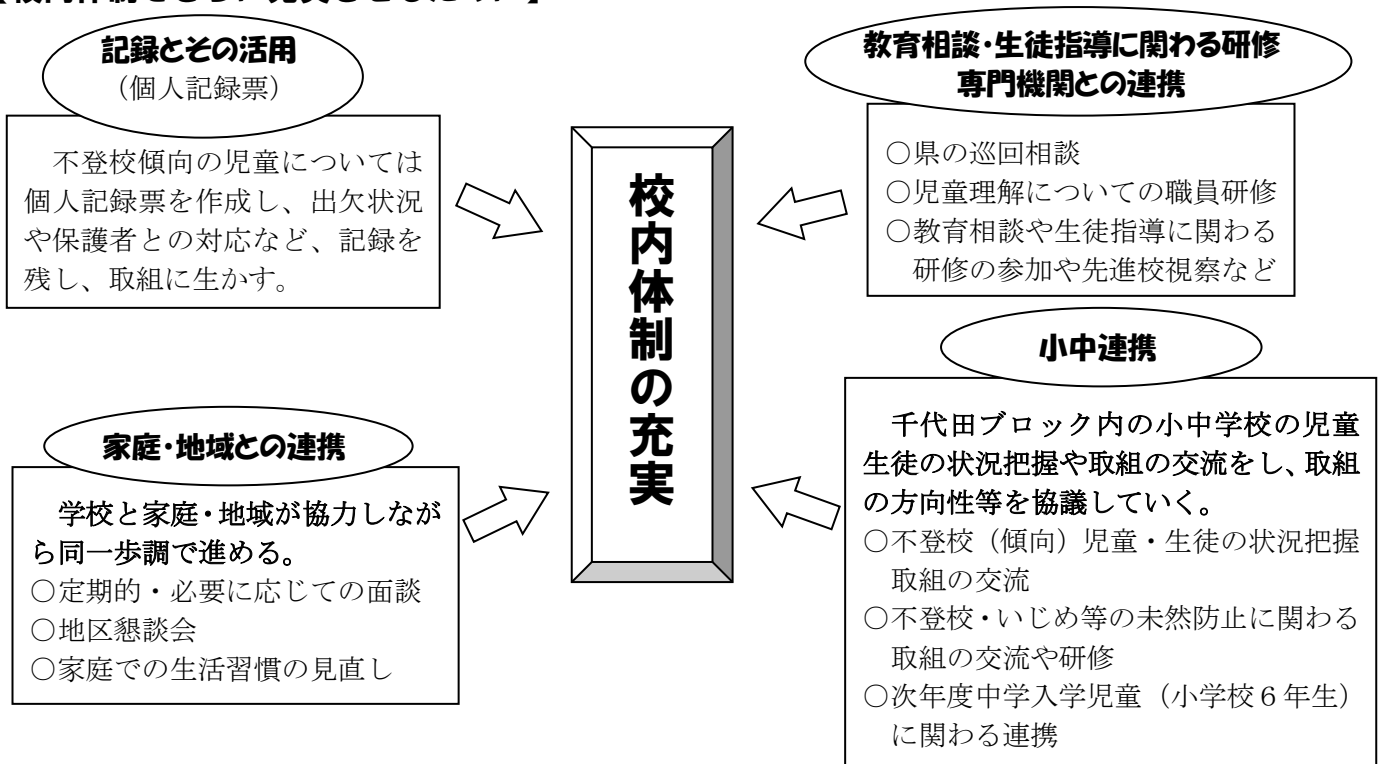 【校内体制をさらに充実させるために】
記録とその活用
（個人記録票）
不登校傾向の児童については
個人記録票を作成し、出欠状況
や保護者との対応など、記録を
残し、取組に生かす。
教育相談・生徒指導に関わる研修
専門機関との連携
○県の巡回相談
○児童理解についての職員研修
○教育相談や生徒指導に関わる
研修の参加や先進校視察など
校内体制の充実
家庭・地域との連携
学校と家庭・地域が協力しなが
ら同一歩調で進める。
○定期的・必要に応じての面談
○地区懇談会
○家庭での生活習慣の見直し
小中連携
千代田ブロック内の小中学校の児童
生徒の状況把握や取組の交流をし、取組
の方向性等を協議していく。
○不登校（傾向）児童・生徒の状況把握
取組の交流
○不登校・いじめ等の未然防止に関わる
取組の交流や研修
○次年度中学入学児童（小学校６年生）
に関わる連携